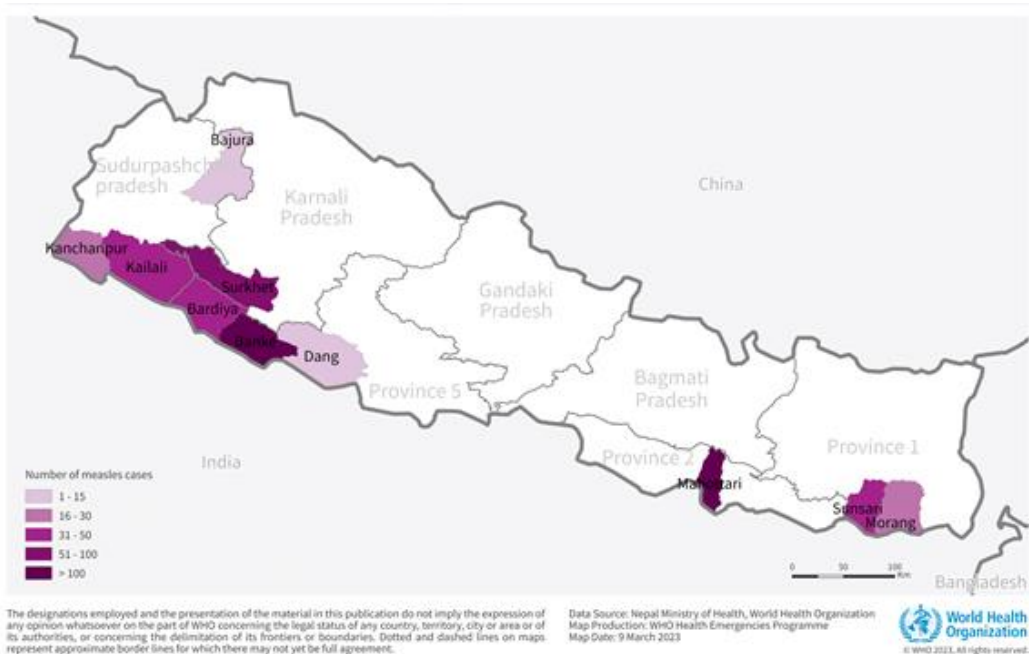 Bajura
Sudurpashch
pradesh
China
Karnali
Pradesh
Kanchanpur
Kailali
Surkhet
Gandaki
Pradesh
Bardiya
Banke
Dang
Bagmati
Pradesh
Province 5
Province 1
Province 2
India
Mahottari
Sunsari
Morang
Number of measles cases
1 - 15
16 - 30
31 - 50
51 - 100
> 100
0 50 100
Km
Bangladesh
The designations employed and the presentation of the material in this publication do not imply the expression of
any opinion whatsoever on the part of WHO concerning the legal status of any country, territory, city or area or of
its authorities, or concerning the delimitation of its frontiers or boundaries. Dotted and dashed lines on maps
represent approximate border lines for which there may not yet be full agreement.
Data Source: Nepal Ministry of Health, World Health Organization
Map Production: WHO Health Emergencies Programme
Map Date: 9 March 2023
World Health
Organization
© WHO 2023. All rights reserved.